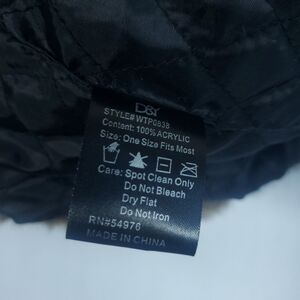 D&Y
STYLE# WTP0838
Content: 100% ACRYLIC
Size: One Size Fits Most
Care: Spot Clean Only
Do Not Bleach
Dry Flat
Do Not Iron
RN#54976
MADE IN CHINA